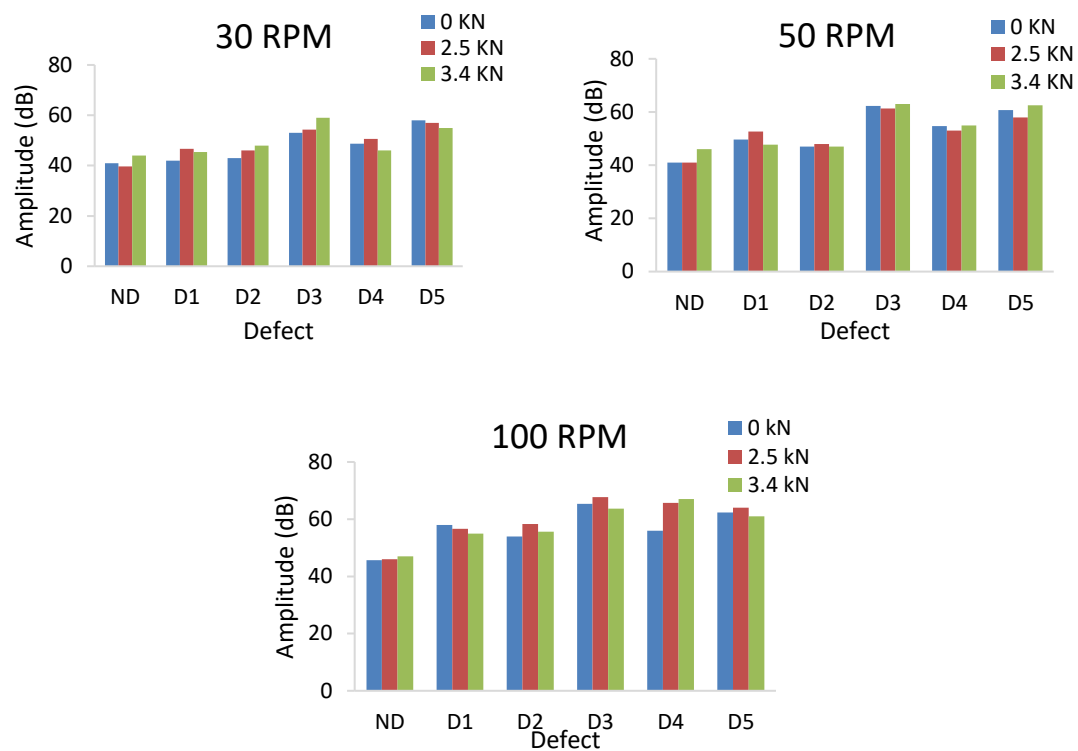 30 RPM
0 KN
2.5 KN
3.4 KN
Amplitude (dB)
80
60
40
20
0
ND D1 D2 D3 D4 D5
Defect
50 RPM
0 KN
2.5 KN
3.4 KN
Amplitude (dB)
80
60
40
20
0
ND D1 D2 D3 D4 D5
Defect
100 RPM
0 kN
2.5 kN
3.4 kN
Amplitude (dB)
80
60
40
20
0
ND D1 D2 D3 D4 D5
Defect